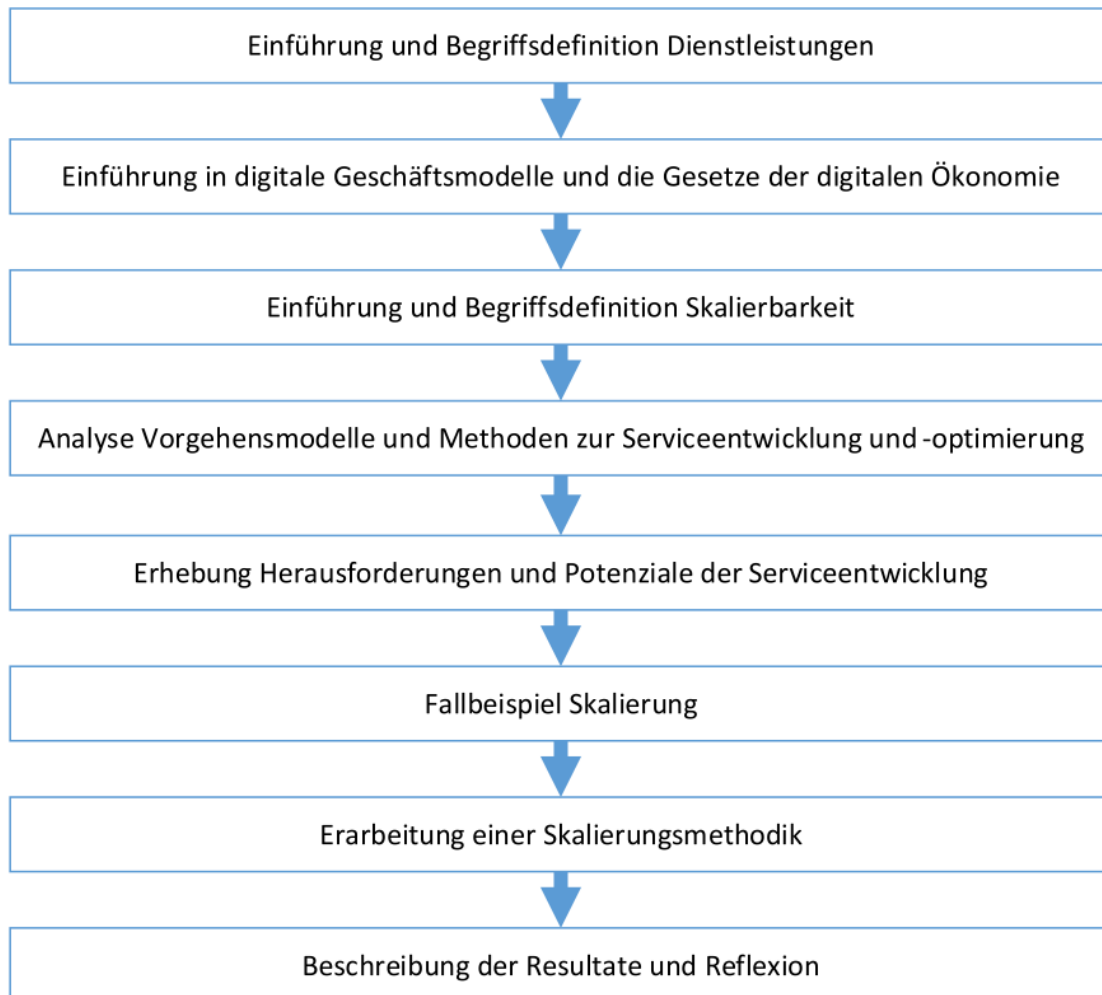 Einführung und Begriffsdefinition Dienstleistungen
Einführung in digitale Geschäftsmodelle und die Gesetze der digitalen Ökonomie
Einführung und Begriffsdefinition Skalierbarkeit
Analyse Vorgehensmodelle und Methoden zur Serviceentwicklung und -optimierung
Erhebung Herausforderungen und Potenziale der Serviceentwicklung
Fallbeispiel Skalierung
Erarbeitung einer Skalierungsmethodik
Beschreibung der Resultate und Reflexion